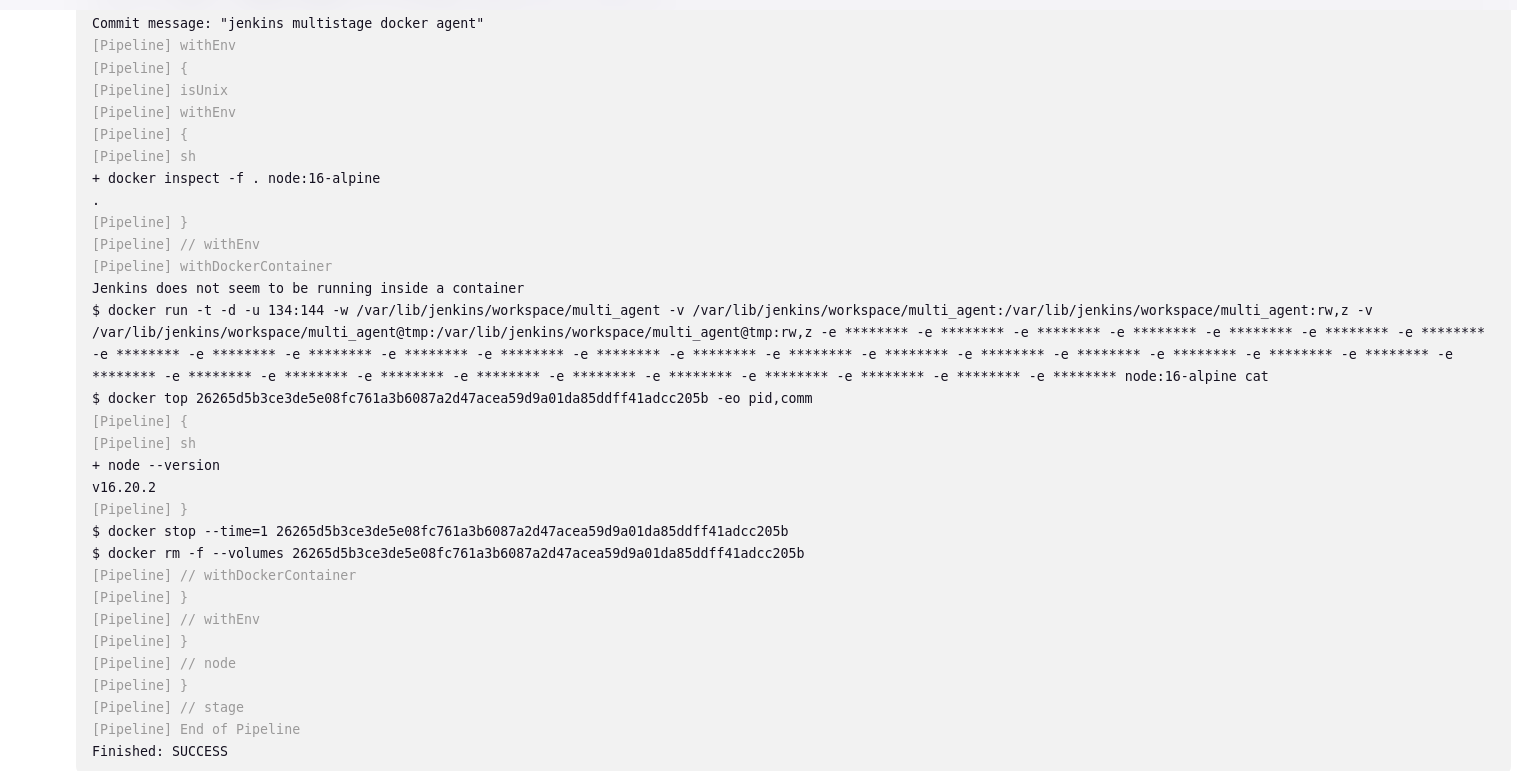 Commit message: "jenkins multistage docker agent"
[Pipeline] withEnv
[Pipeline] {
[Pipeline] isUnix
[Pipeline] withEnv
[Pipeline] {
[Pipeline] sh
+ docker inspect -f . node:16-alpine
.
[Pipeline] }
[Pipeline] // withEnv
[Pipeline] withDockerContainer
Jenkins does not seem to be running inside a container
$ docker run -t -d -u 134:144 -w /var/lib/jenkins/workspace/multi_agent -v /var/lib/jenkins/workspace/multi_agent:/var/lib/jenkins/workspace/multi_agent:rw,z -v
/var/lib/jenkins/workspace/multi_agent@tmp:/var/lib/jenkins/workspace/multi_agent@tmp:rw,z -e ******** -e ******** -e ******** -e ******** -e ******** -e ******** -e ********
-e ******** -e ******** -e ******** -e ******** -e ******** -e ******** -e ******** -e ******** -e ******** -e ******** -e ******** -e ******** -e ******** -e ******** -e
******** -e ******** -e ******** -e ******** -e ******** -e ******** -e ******** -e ******** -e ******** -e ******** -e ******** node:16-alpine cat
$ docker top 26265d5b3ce3de5e08fc761a3b6087a2d47acea59d9a01da85ddff41adcc205b -eo pid,comm
[Pipeline] {
[Pipeline] sh
+ node --version
v16.20.2
[Pipeline] }
$ docker stop --time=1 26265d5b3ce3de5e08fc761a3b6087a2d47acea59d9a01da85ddff41adcc205b
$ docker rm -f --volumes 26265d5b3ce3de5e08fc761a3b6087a2d47acea59d9a01da85ddff41adcc205b
[Pipeline] // withDockerContainer
[Pipeline] }
[Pipeline] // withEnv
[Pipeline] }
[Pipeline] // node
[Pipeline] }
[Pipeline] // stage
[Pipeline] End of Pipeline
Finished: SUCCESS